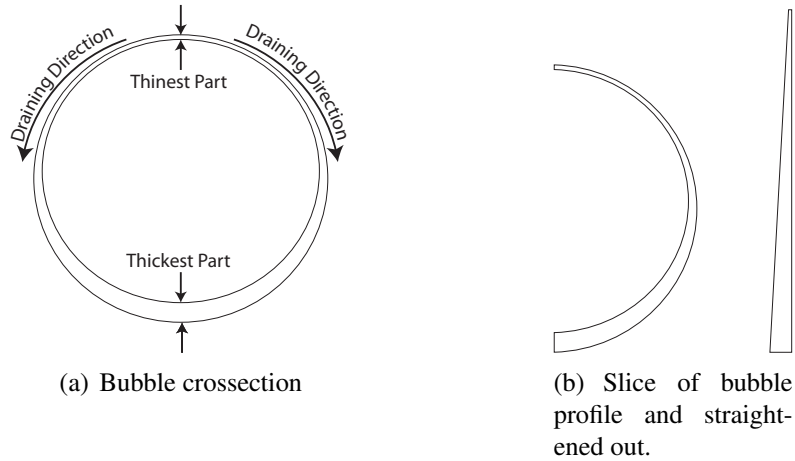 Draining Direction
Draining Direction
Thinest Part
Thickest Part
(a) Bubble crossection
(b) Slice of bubble
profile and straight-
ened out.